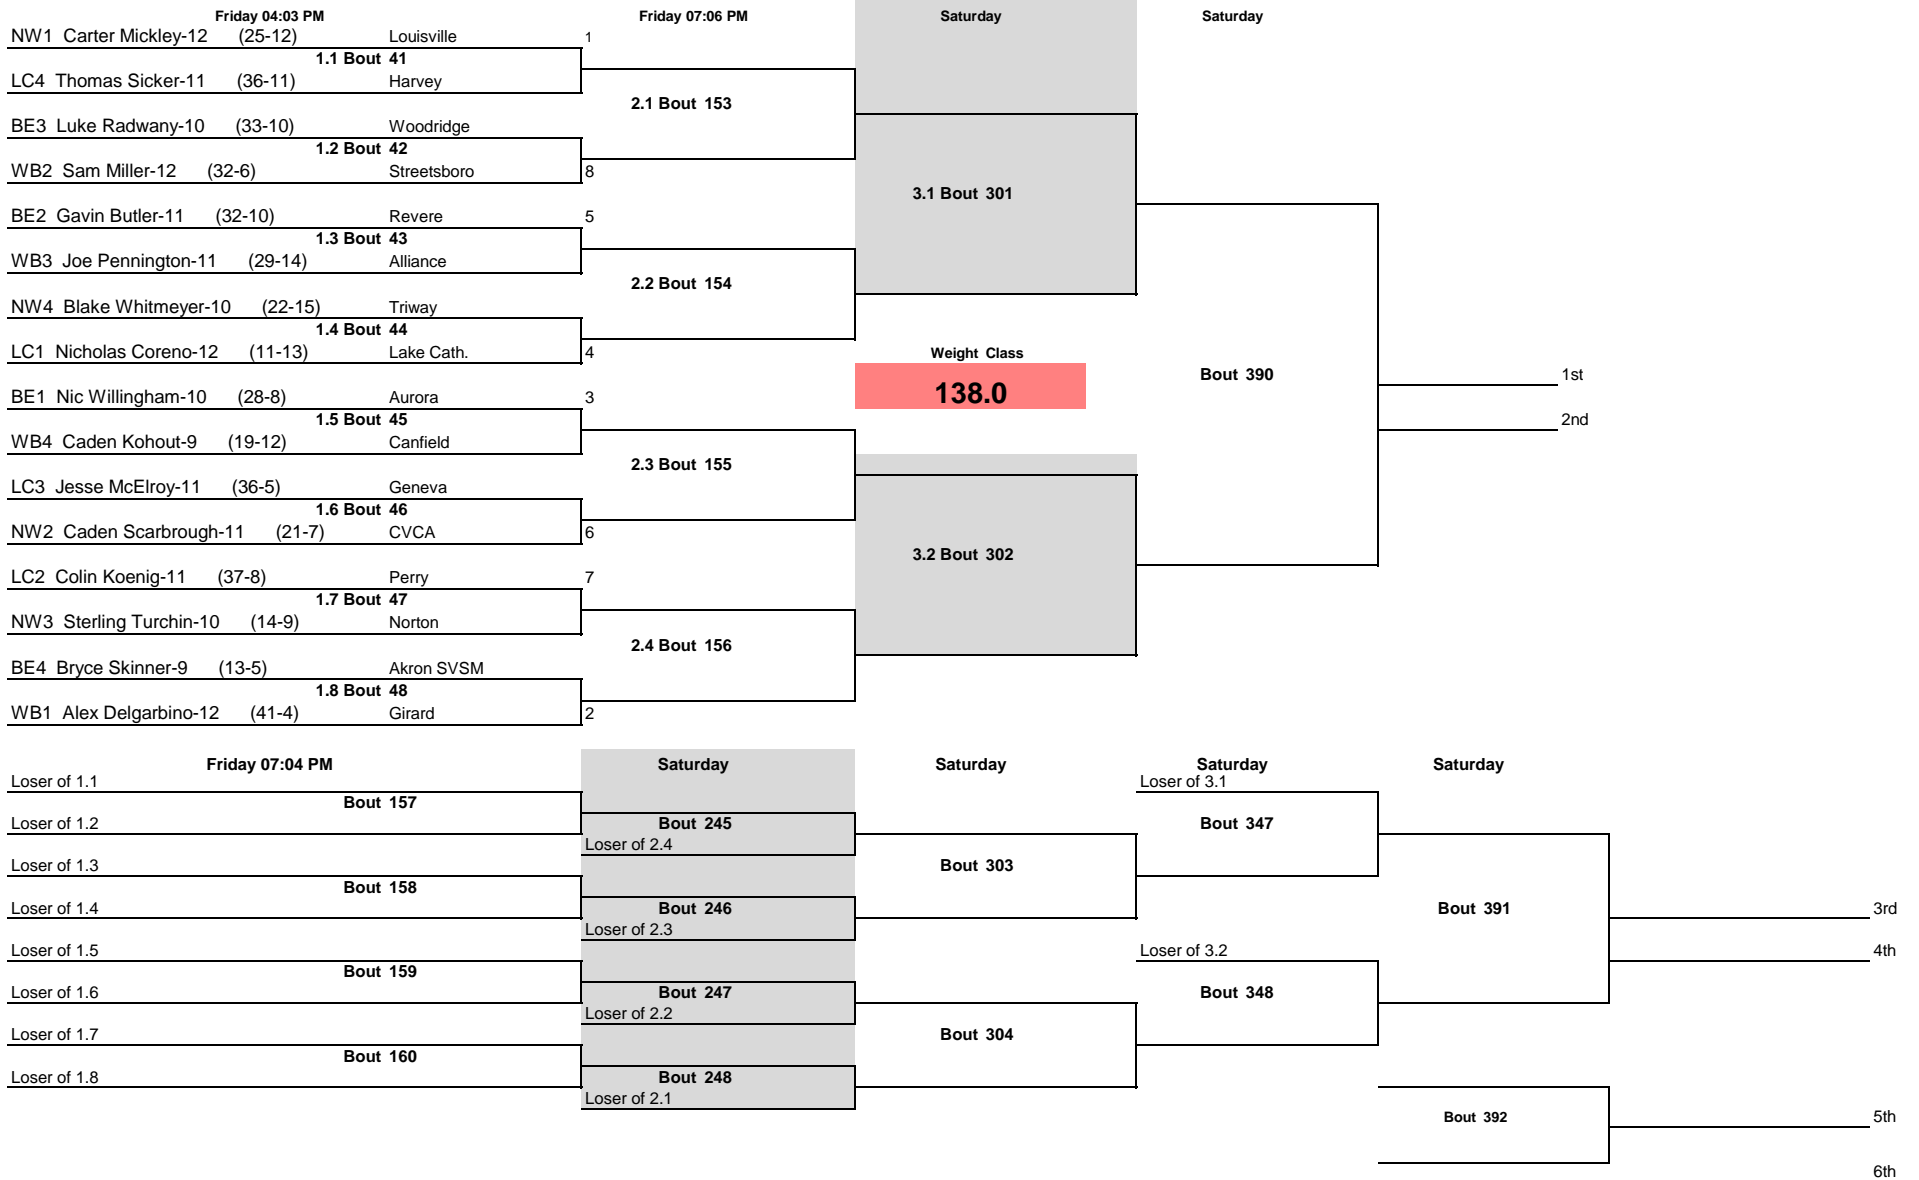 Friday 04:03 PM Friday 07:06 PM Saturday Saturday
NW1 Carter Mickley-12 (25-12) Louisville 1
1.1 Bout 41
LC4 Thomas Sicker-11 (36-11) Harvey
2.1 Bout 153
BE3 Luke Radwany-10 (33-10) Woodridge
1.2 Bout 42
WB2 Sam Miller-12 (32-6) Streetsboro 8
3.1 Bout 301
BE2 Gavin Butler-11 (32-10) Revere 5
1.3 Bout 43
WB3 Joe Pennington-11 (29-14) Alliance
2.2 Bout 154
NW4 Blake Whitmeyer-10 (22-15) Triway
1.4 Bout 44
LC1 Nicholas Coreno-12 (11-13) Lake Cath. 4 Weight Class
Bout 390 1st
138.0
BE1 Nic Willingham-10 (28-8) Aurora 3
1.5 Bout 45 2nd
WB4 Caden Kohout-9 (19-12) Canfield
2.3 Bout 155
LC3 Jesse McElroy-11 (36-5) Geneva
1.6 Bout 46
NW2 Caden Scarbrough-11 (21-7) CVCA 6
3.2 Bout 302
LC2 Colin Koenig-11 (37-8) Perry 7
1.7 Bout 47
NW3 Sterling Turchin-10 (14-9) Norton
2.4 Bout 156
BE4 Bryce Skinner-9 (13-5) Akron SVSM
1.8 Bout 48
WB1 Alex Delgarbino-12 (41-4) Girard 2
Friday 07:04 PM Saturday Saturday Saturday Saturday
Loser of 1.1 Loser of 3.1
Bout 157
Loser of 1.2 Bout 245 Bout 347
Loser of 2.4
Loser of 1.3 Bout 303
Bout 158
Loser of 1.4 Bout 246 Bout 391 3rd
Loser of 2.3
Loser of 1.5 Loser of 3.2 4th
Bout 159
Loser of 1.6 Bout 247 Bout 348
Loser of 2.2
Loser of 1.7 Bout 304
Bout 160
Loser of 1.8 Bout 248
Loser of 2.1
Bout 392 5th
6th